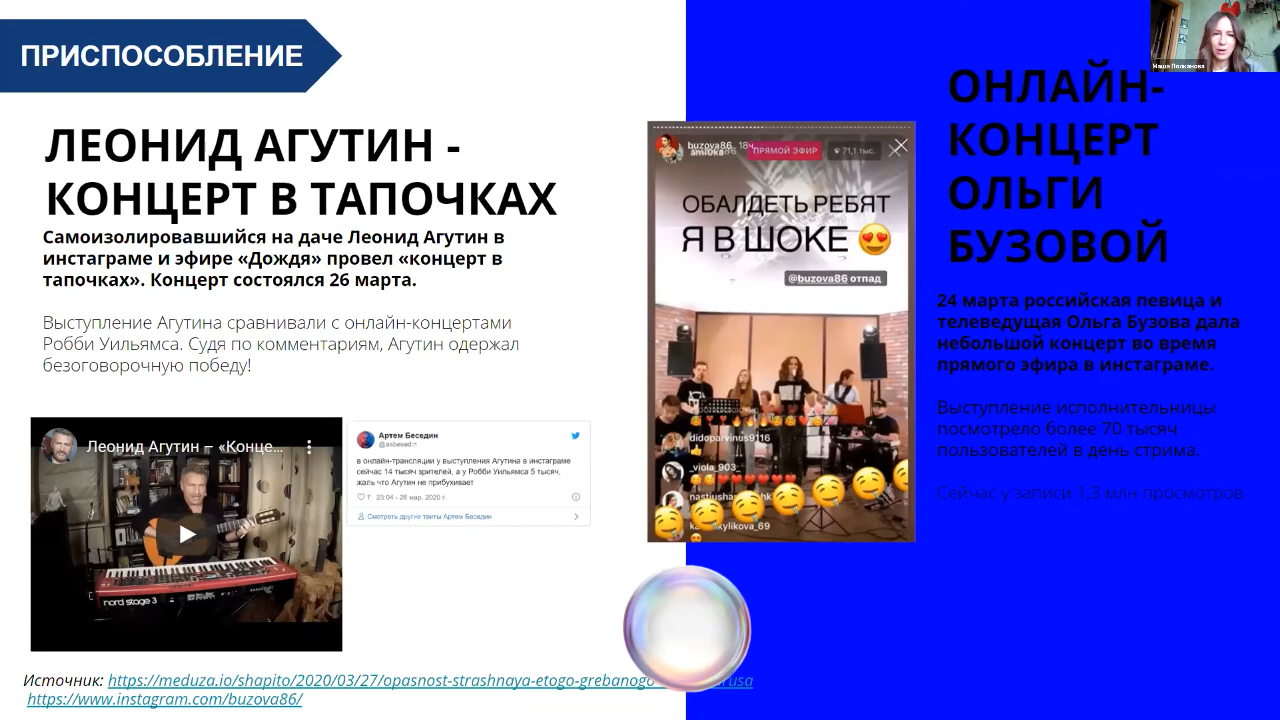 ПРИСПОСОБЛЕНИЕ
ЛЕОНИД АГУТИН -
КОНЦЕРТ В ТАПОЧКАХ
Самоизолировавшийся на даче Леонид Агутин в
инстаграме и эфире «Дождя» провел «концерт в
тапочках». Концерт состоялся 26 марта.
Выступление Агутина сравнивали с онлайн-концертами
Робби Уильямса. Судя по комментариям, Агутин одержал
безоговорочную победу!
Леонид Агутин – «Конце...
nord stage 3
Артем Беседин
@asbesed
в онлайн-трансляции у выступления Агутина в инстаграме
сейчас 14 тысяч зрителей, а у Робби Уильямса 5 тысяч.
жаль что Агутин не прибухивает
7 23:04 - 26 мар. 2020 г.
Смотреть другие твиты Артем Беседин
buzova86 18ч.
ПРЯМОЙ ЭФИР
71,1 тыс.
ОБАЛДЕТЬ РЕБЯТ
Я В ШОКЕ 😍
@buzova86 отпад
didoparvinus9116
_viola_903_
Маша Полканова
ОНЛАЙН-
КОНЦЕРТ
ОЛЬГИ
БУЗОВОЙ
24 марта российская певица и
телеведущая Ольга Бузова дала
небольшой концерт во время
прямого эфира в инстаграме.
Выступление исполнительницы
посмотрело более 70 тысяч
пользователей в день стрима.
Сейчас у записи 1,3 млн просмотров.
Источник: https://meduza.io/shapito/2020/03/27/opasnost-strashnaya-etogo-grebanogo-
https://www.instagram.com/buzova86/